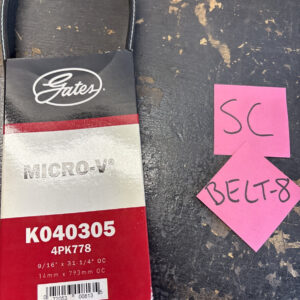 Gates
MICRO-V®
K040305
4PK778
9/16" x 31-1/4" OC
14mm x 793mm OC
SC
BELT-8